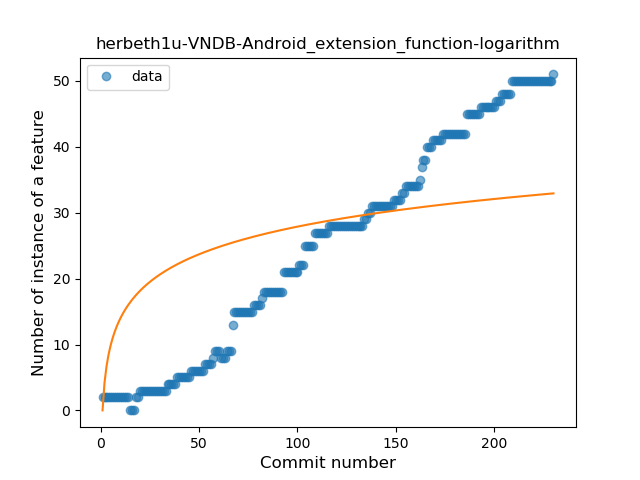 herbeth1u-VNDB-Android_extension_function-logarithm
data
Number of instance of a feature
50
40
30
20
10
0
0 50 100 150 200
Commit number